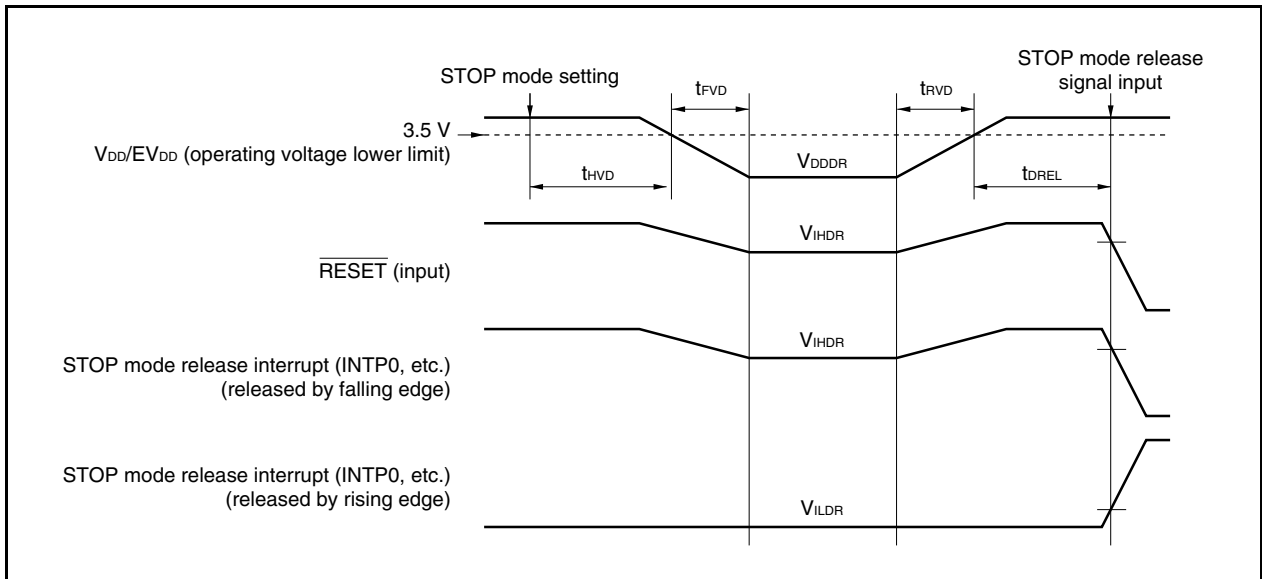 STOP mode setting
STOP mode release
signal input
tFVD
tRVD
3.5 V
VDD/EVDD (operating voltage lower limit)
tHVD
VDDDR
tDREL
VIHDR
RESET (input)
VIHDR
STOP mode release interrupt (INTP0, etc.)
(released by falling edge)
STOP mode release interrupt (INTP0, etc.)
(released by rising edge)
VILDR